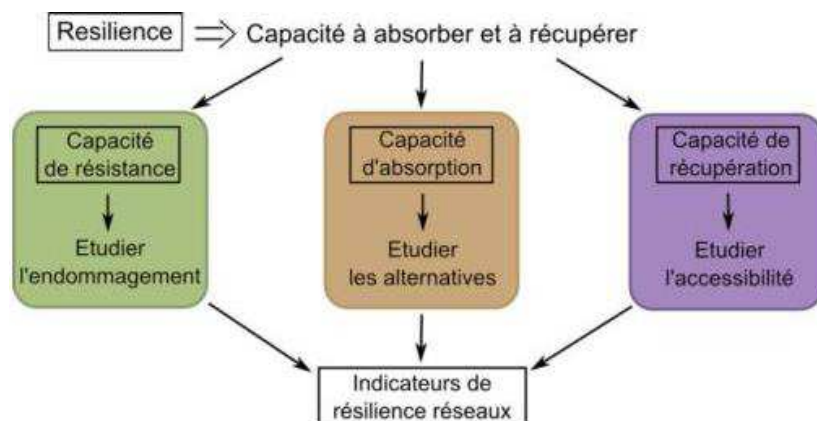 Resilience ⇒ Capacité à absorber et à récupérer
Capacité
de résistance
Etudier
l'endommagement
Capacité
d'absorption
Etudier
les alternatives
Capacité de
récupération
Etudier
l'accessibilité
Indicateurs de
résilience réseaux